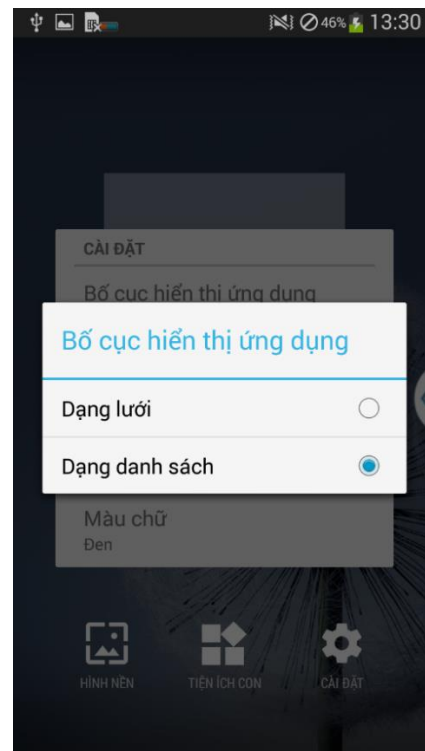 46% 13:30
CÀI ĐẶT
Bố cục hiển thị ứng dụng
Bố cục hiển thị ứng dụng
Dạng lưới
Dạng danh sách
Màu chữ
Đen
HÌNH NỀN TIỆN ÍCH CON CÀI ĐẶT